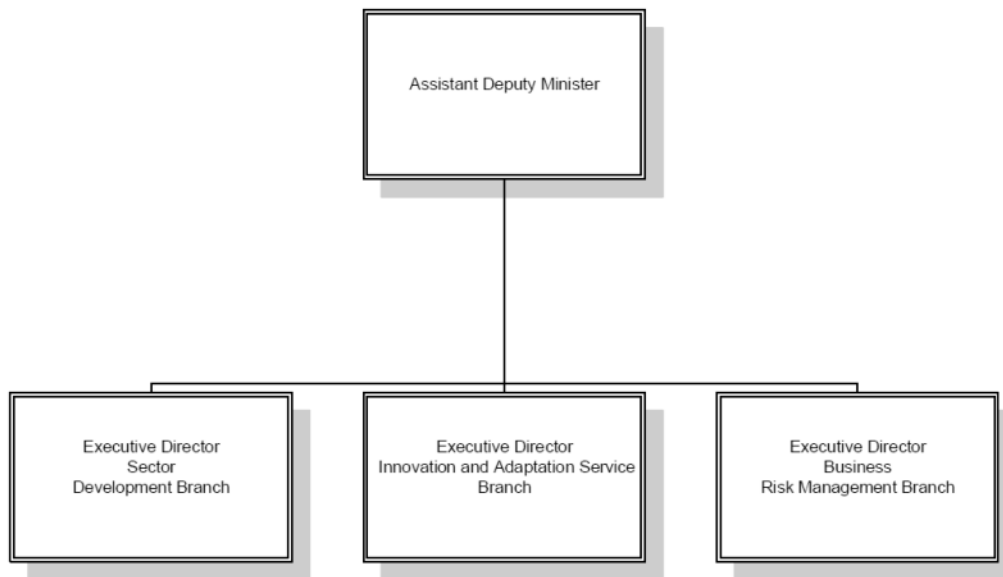 Assistant Deputy Minister
Executive Director
Sector
Development Branch
Executive Director
Innovation and Adaptation Service
Branch
Executive Director
Business
Risk Management Branch